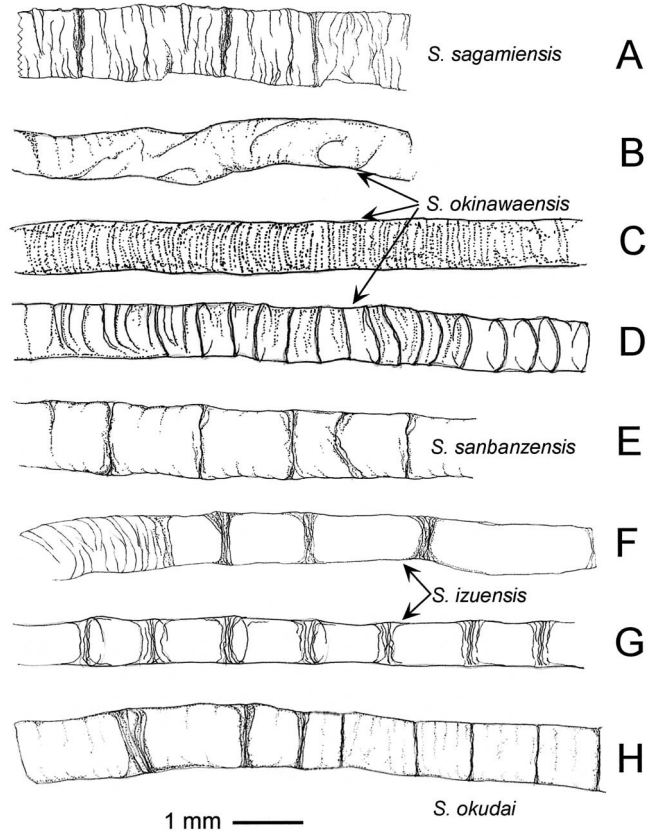 S. sagamiensis A
B
S. okinawaensis
C
D
S. sanbanzensis E
F
S. izuensis
G
H
S. okudai
1 mm